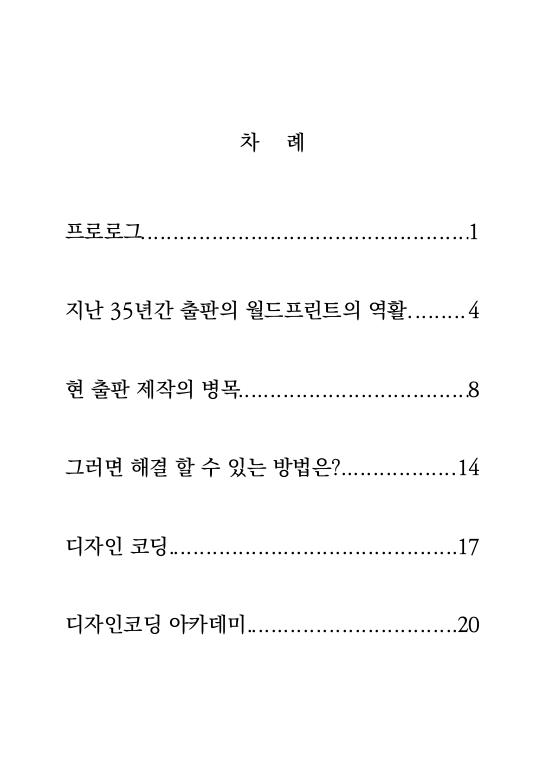 차 례
프로로그................................................1
지난 35년간 출판의 월드프린트의 역활.........4
현 출판 제작의 병목..................................8
그러면 해결 할 수 있는 방법은?.................14
디자인 코딩..........................................17
디자인코딩 아카데미...............................20